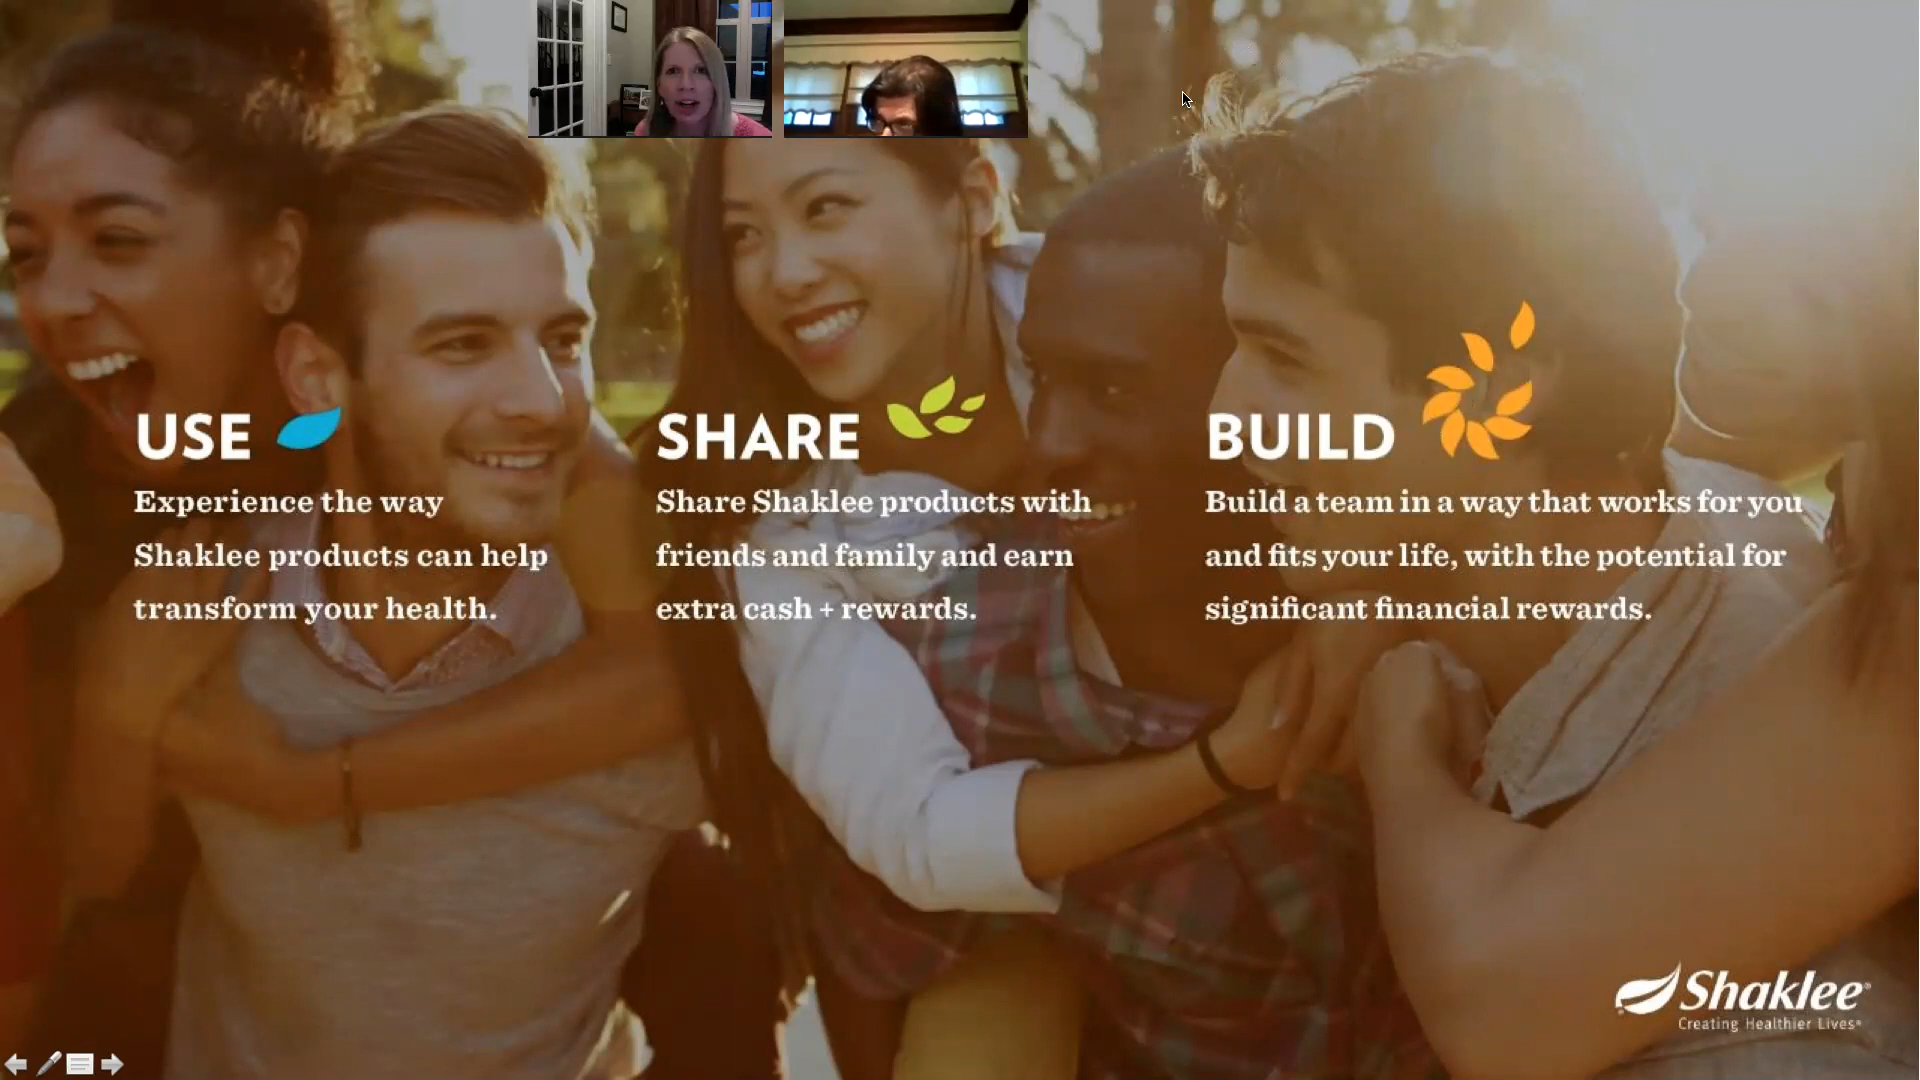 USE
Experience the way
Shaklee products can help
transform your health.
SHARE
Share Shaklee products with
friends and family and earn
extra cash + rewards.
BUILD
Build a team in a way that works for you
and fits your life, with the potential for
significant financial rewards.
Shaklee®
Creating Healthier Lives®